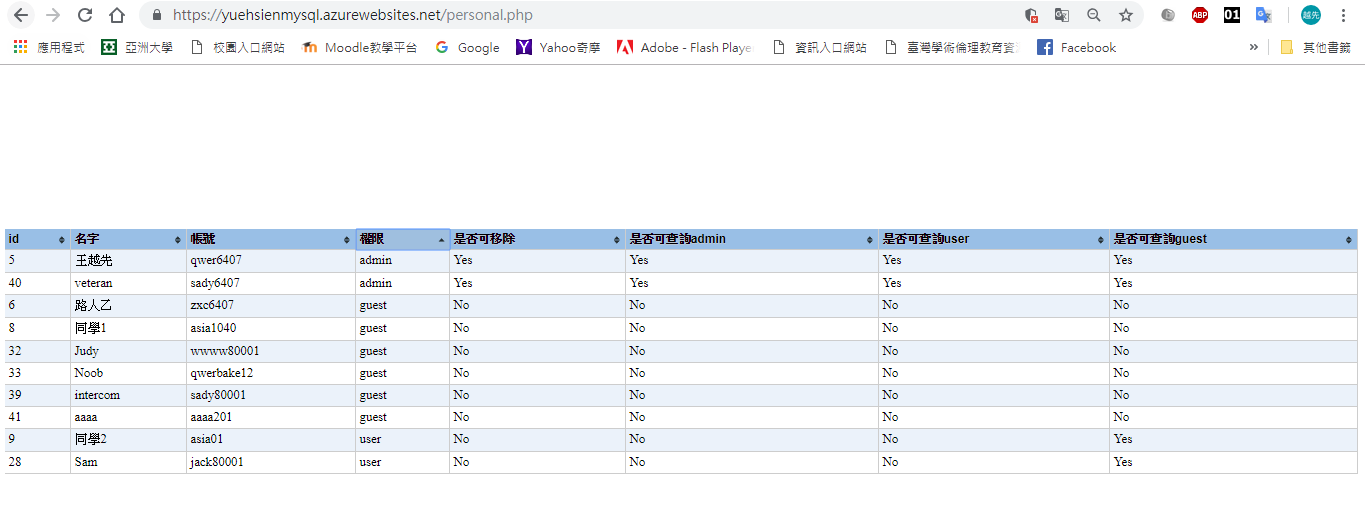 https://yuehsienmysql.azurewebsites.net/personal.php ABP 01 越先
應用程式 亞洲大學 校園入口網站 Moodle教學平台 Google Yahoo奇摩 Adobe - Flash Playe 資訊入口網站 臺灣學術倫理教育資 Facebook » 其他書籤
id 名字 帳號 權限 是否可移除 是否可查詢admin 是否可查詢user 是否可查詢guest
5 王越先 qwer6407 admin Yes Yes Yes Yes
40 veteran sady6407 admin Yes Yes Yes Yes
6 路人乙 zxc6407 guest No No No No
8 同學1 asia1040 guest No No No No
32 Judy wwww80001 guest No No No No
33 Noob qwerbake12 guest No No No No
39 intercom sady80001 guest No No No No
41 aaaa aaaa201 guest No No No No
9 同學2 asia01 user No No No Yes
28 Sam jack80001 user No No No Yes